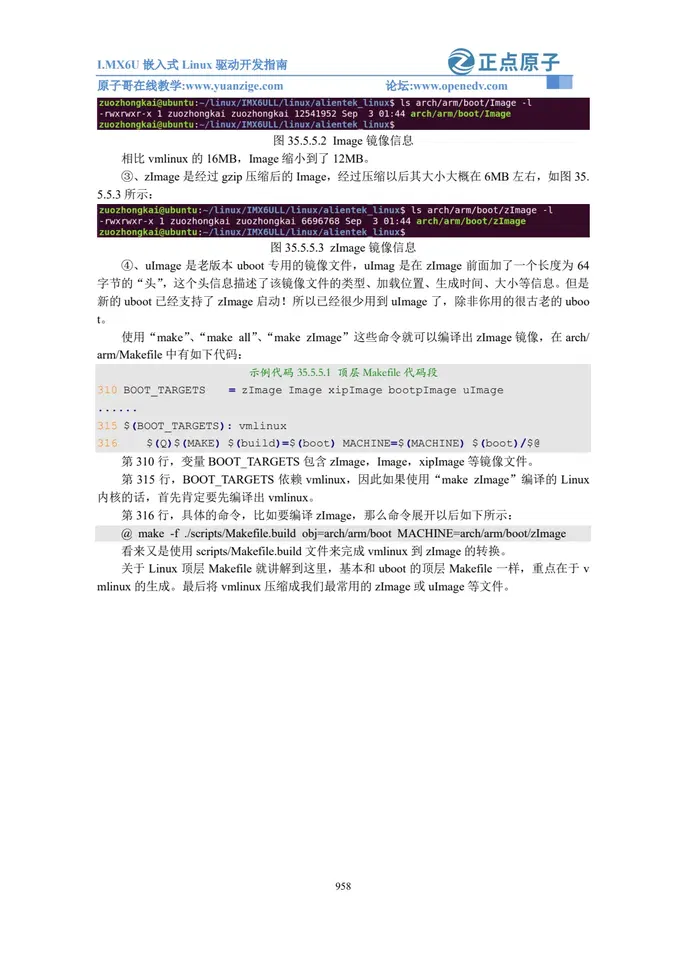 I.MX6U 嵌入式 Linux 驱动开发指南
正点原子
原子哥在线教学:www.yuanzige.com 论坛:www.openedv.com
zuozhongkai@ubuntu:~/linux/IMX6ULL/linux/alientek_linux$ ls arch/arm/boot/Image -l
-rwxrwxr-x 1 zuozhongkai zuozhongkai 12541952 Sep  3 01:44 arch/arm/boot/Image
zuozhongkai@ubuntu:~/linux/IMX6ULL/linux/alientek_linux$
图 35.5.5.2 Image 镜像信息
相比 vmlinux 的 16MB，Image 缩小到了 12MB。
③、zImage 是经过 gzip 压缩后的 Image，经过压缩以后其大小大概在 6MB 左右，如图 35.
5.5.3 所示：
zuozhongkai@ubuntu:~/linux/IMX6ULL/linux/alientek_linux$ ls arch/arm/boot/zImage -l
-rwxrwxr-x 1 zuozhongkai zuozhongkai 6696768 Sep  3 01:44 arch/arm/boot/zImage
zuozhongkai@ubuntu:~/linux/IMX6ULL/linux/alientek_linux$
图 35.5.5.3 zImage 镜像信息
④、uImage 是老版本 uboot 专用的镜像文件，uImag 是在 zImage 前面加了一个长度为 64
字节的“头”，这个头信息描述了该镜像文件的类型、加载位置、生成时间、大小等信息。但是
新的 uboot 已经支持了 zImage 启动！所以已经很少用到 uImage 了，除非你用的很古老的 uboo
t。
使用“make”、“make all”、“make zImage”这些命令就可以编译出 zImage 镜像，在 arch/
arm/Makefile 中有如下代码：
示例代码 35.5.5.1 顶层 Makefile 代码段
310 BOOT_TARGETS   = zImage Image xipImage bootpImage uImage
......
315 $(BOOT_TARGETS): vmlinux
316    $(Q)$(MAKE) $(build)=$(boot) MACHINE=$(MACHINE) $(boot)/$@
第 310 行，变量 BOOT_TARGETS 包含 zImage，Image，xipImage 等镜像文件。
第 315 行，BOOT_TARGETS 依赖 vmlinux，因此如果使用“make zImage”编译的 Linux
内核的话，首先肯定要先编译出 vmlinux。
第 316 行，具体的命令，比如要编译 zImage，那么命令展开以后如下所示：
@ make -f ./scripts/Makefile.build obj=arch/arm/boot MACHINE=arch/arm/boot/zImage
看来又是使用 scripts/Makefile.build 文件来完成 vmlinux 到 zImage 的转换。
关于 Linux 顶层 Makefile 就讲解到这里，基本和 uboot 的顶层 Makefile 一样，重点在于 v
mlinux 的生成。最后将 vmlinux 压缩成我们最常用的 zImage 或 uImage 等文件。
958